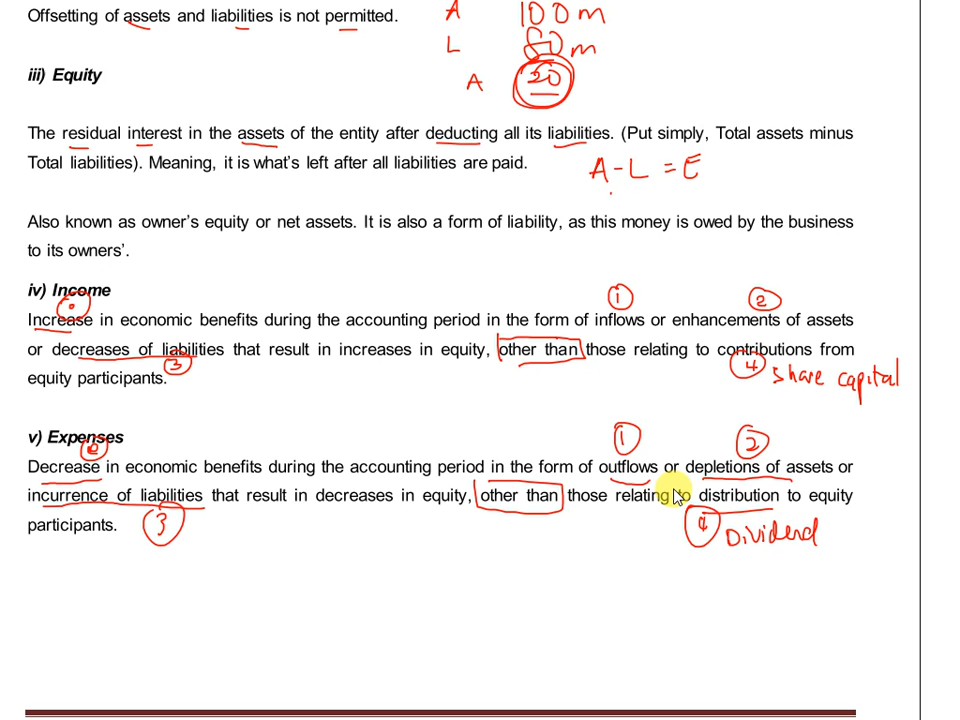 Offsetting of assets and liabilities is not permitted.
A 100 m
L 80 m
A 20
iii) Equity
The residual interest in the assets of the entity after deducting all its liabilities. (Put simply, Total assets minus
Total liabilities). Meaning, it is what's left after all liabilities are paid.
A - L = E
Also known as owner's equity or net assets. It is also a form of liability, as this money is owed by the business
to its owners'.
iv) Income
1 2
Increase in economic benefits during the accounting period in the form of inflows or enhancements of assets
or decreases of liabilities that result in increases in equity, other than those relating to contributions from
3 4 Share capital
equity participants.
v) Expenses
1 2
Decrease in economic benefits during the accounting period in the form of outflows or depletions of assets or
incurrence of liabilities that result in decreases in equity, other than those relating to distribution to equity
participants.
3 4 Dividend